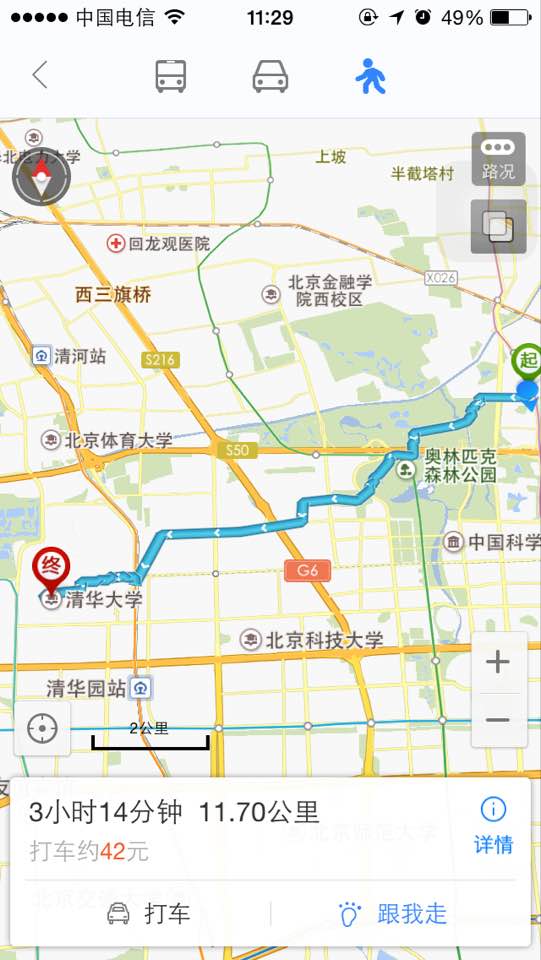 中国电信
11:29
49%
上坡
北电力大学
半截塔村
路况
回龙观医院
北京金融学
院西校区
X026
西三旗桥
清河站
S216
起
北京体育大学
S50
奥林匹克
森林公园
中国科学
终
G6
清华大学
北京科技大学
清华园站
2公里
3小时14分钟 11.70公里
打车约42元
详情
打车
跟我走